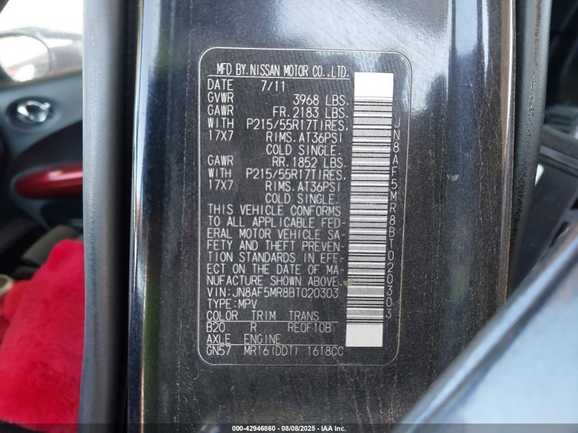 MFD BY.NISSAN MOTOR CO.,LTD.
DATE 7/11
GVWR 3968 LBS.
GAWR FR.2183 LBS.
WITH P215/55R17TIRES.
17X7 RIMS.AT36PSI
COLD SINGLE.
GAWR RR.1852 LBS.
WITH P215/55R17TIRES.
17X7 RIMS.AT36PSI
COLD SINGLE.
THIS VEHICLE CONFORMS
TO ALL APPLICABLE FED-
ERAL MOTOR VEHICLE SA-
FETY AND THEFT PREVEN-
TION STANDARDS IN EFF-
ECT ON THE DATE OF MA-
NUFACTURE SHOWN ABOVE.
VIN:JN8AF5MR8BT020303
TYPE:MPV
COLOR TRIM TRANS
B20 R RE0F10B
AXLE ENGINE
GN57 MR16(DDT) 1618CC
JN8AF5MR8BT020303
000-42946860 - 08/08/2025 - IAA Inc.